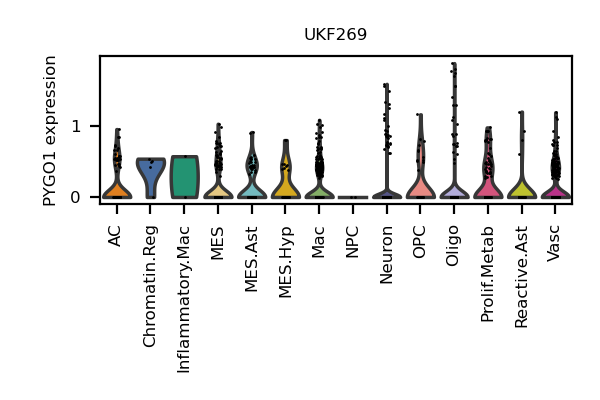 UKF269
PYGO1 expression
1
0
AC
Chromatin.Reg
Inflammatory.Mac
MES
MES.Ast
MES.Hyp
Mac
NPC
Neuron
OPC
Oligo
Prolif.Metab
Reactive.Ast
Vasc